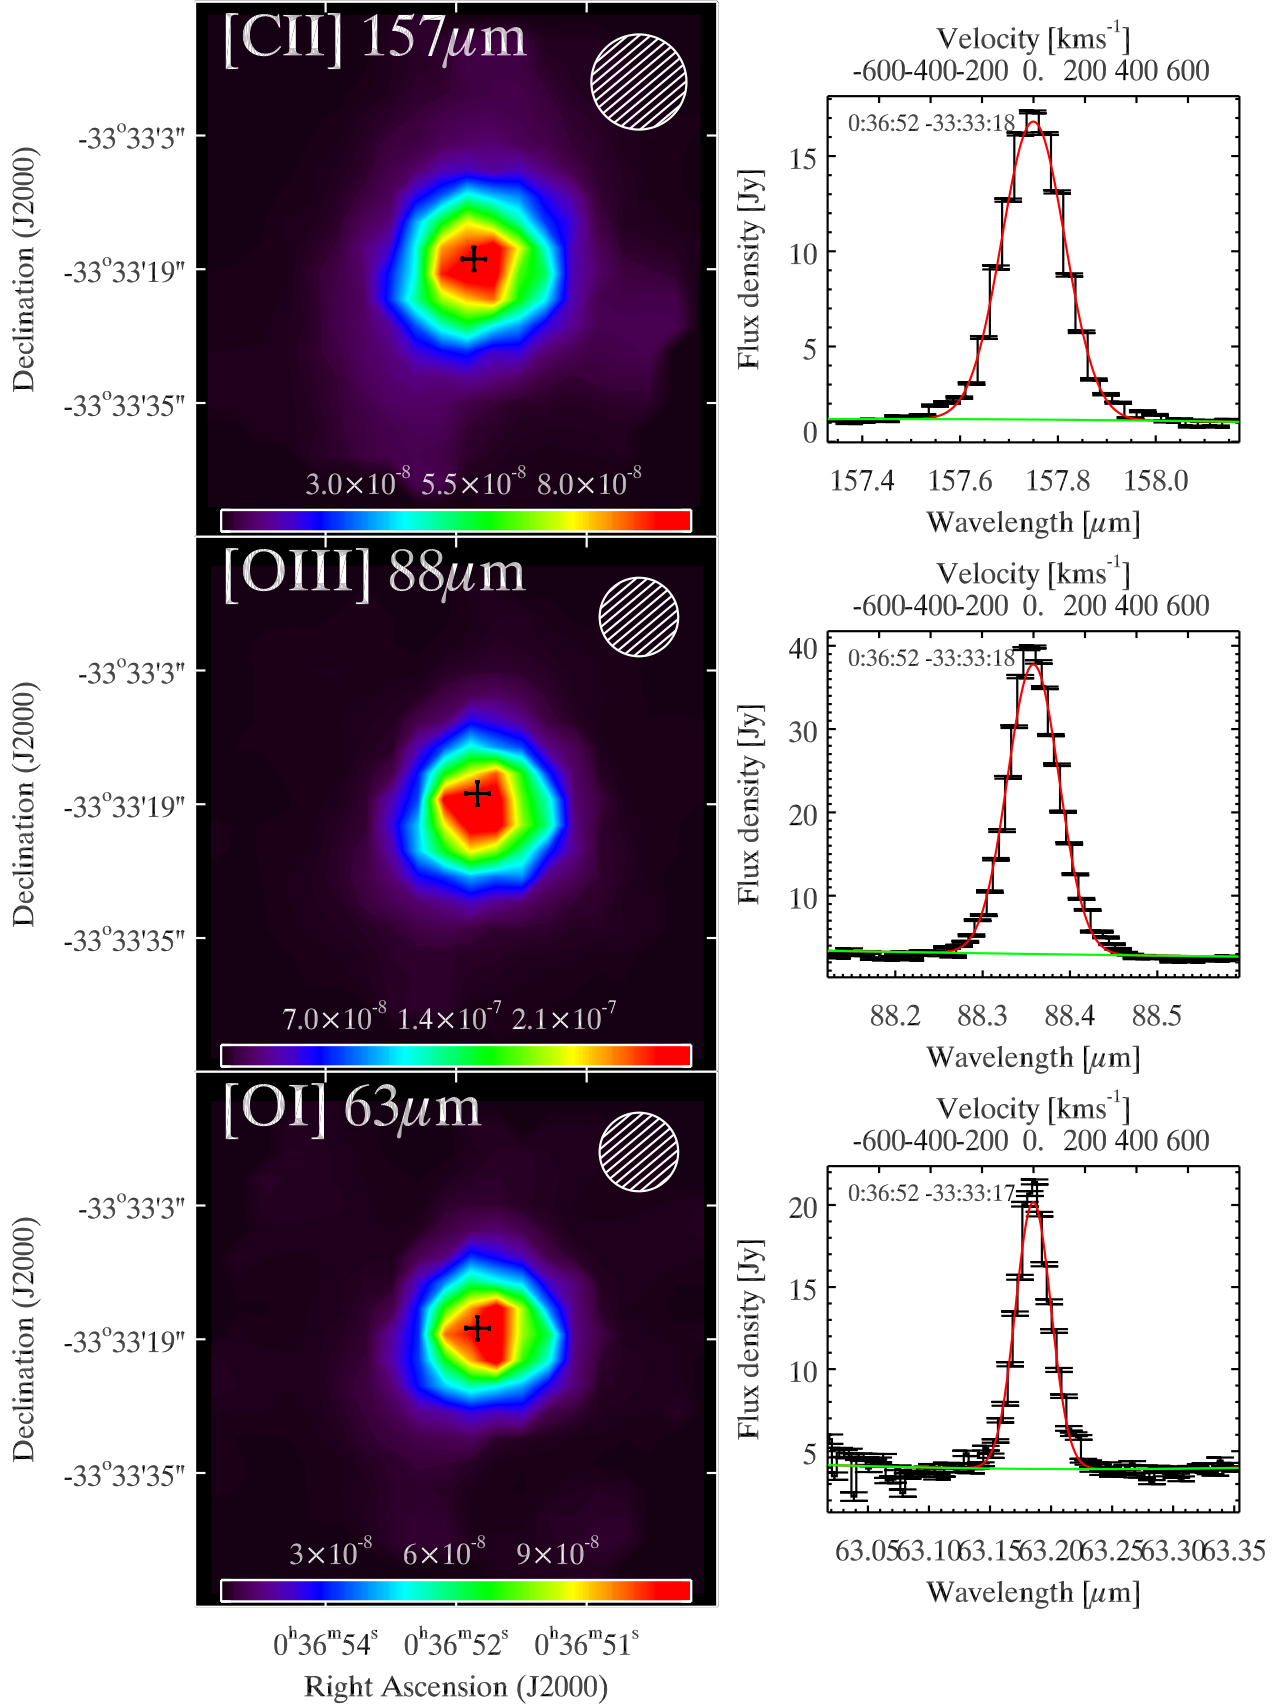 [CII] 157μm
Declination (J2000)
-33°33'3"
-33°33'19"
-33°33'35"
3.0×10⁻⁸ 5.5×10⁻⁸ 8.0×10⁻⁸
Velocity [kms⁻¹]
-600-400-200 0. 200 400 600
0:36:52 -33:33:18
Flux density [Jy]
15
10
5
0
157.4 157.6 157.8 158.0
Wavelength [μm]
[OIII] 88μm
Declination (J2000)
-33°33'3"
-33°33'19"
-33°33'35"
7.0×10⁻⁸ 1.4×10⁻⁷ 2.1×10⁻⁷
Velocity [kms⁻¹]
-600-400-200 0. 200 400 600
0:36:52 -33:33:18
Flux density [Jy]
40
30
20
10
88.2 88.3 88.4 88.5
Wavelength [μm]
[OI] 63μm
Declination (J2000)
-33°33'3"
-33°33'19"
-33°33'35"
3×10⁻⁸ 6×10⁻⁸ 9×10⁻⁸
0ʰ36ᵐ54ˢ 0ʰ36ᵐ52ˢ 0ʰ36ᵐ51ˢ
Right Ascension (J2000)
Velocity [kms⁻¹]
-600-400-200 0. 200 400 600
0:36:52 -33:33:17
Flux density [Jy]
20
15
10
5
63.05 63.10 63.15 63.20 63.25 63.30 63.35
Wavelength [μm]